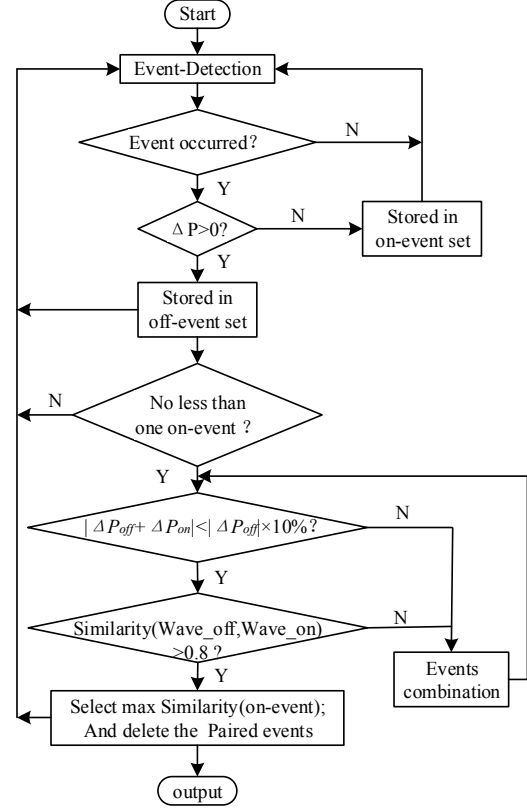 Start
Event-Detection
Event occurred?
N
Y
Δ P>0?
N
Stored in
on-event set
Y
Stored in
off-event set
N
No less than
one on-event ?
Y
| ΔPoff+ ΔPon|<| ΔPoff|×10%?
N
Y
Similarity(Wave_off,Wave_on)
>0.8 ?
N
Events
combination
Y
Select max Similarity(on-event);
And delete the Paired events
output